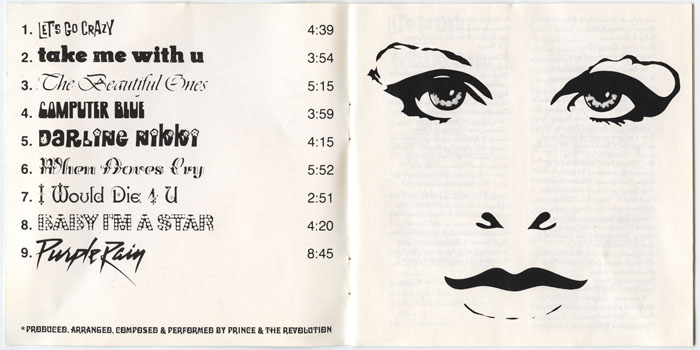 1. LET'S GO CRAZY 4:39
2. take me with u 3:54
3. The Beautiful Ones 5:15
4. COMPUTER BLUE 3:59
5. DARLING NIKKI 4:15
6. When Doves Cry 5:52
7. I Would Die 4 U 2:51
8. BABY I'M A STAR 4:20
9. Purple Rain 8:45
*PRODUCED, ARRANGED, COMPOSED & PERFORMED BY PRINCE & THE REVOLUTION